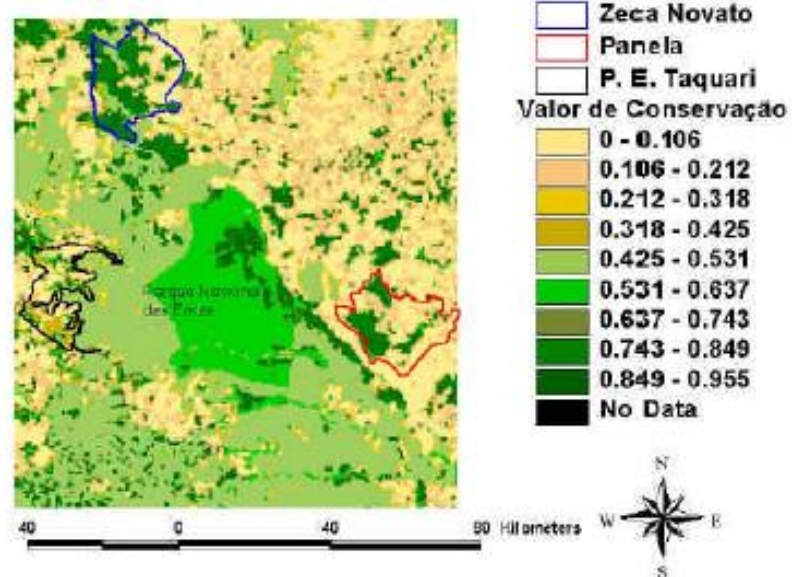 Zeca Novato
Panela
P. E. Taquari
Valor de Conservação
0 - 0.106
0.106 - 0.212
0.212 - 0.318
0.318 - 0.425
0.425 - 0.531
0.531 - 0.637
0.637 - 0.743
0.743 - 0.849
0.849 - 0.955
No Data
Parque Nacional
das Emas
40 0 40 80 Kilometers
N
W E
S